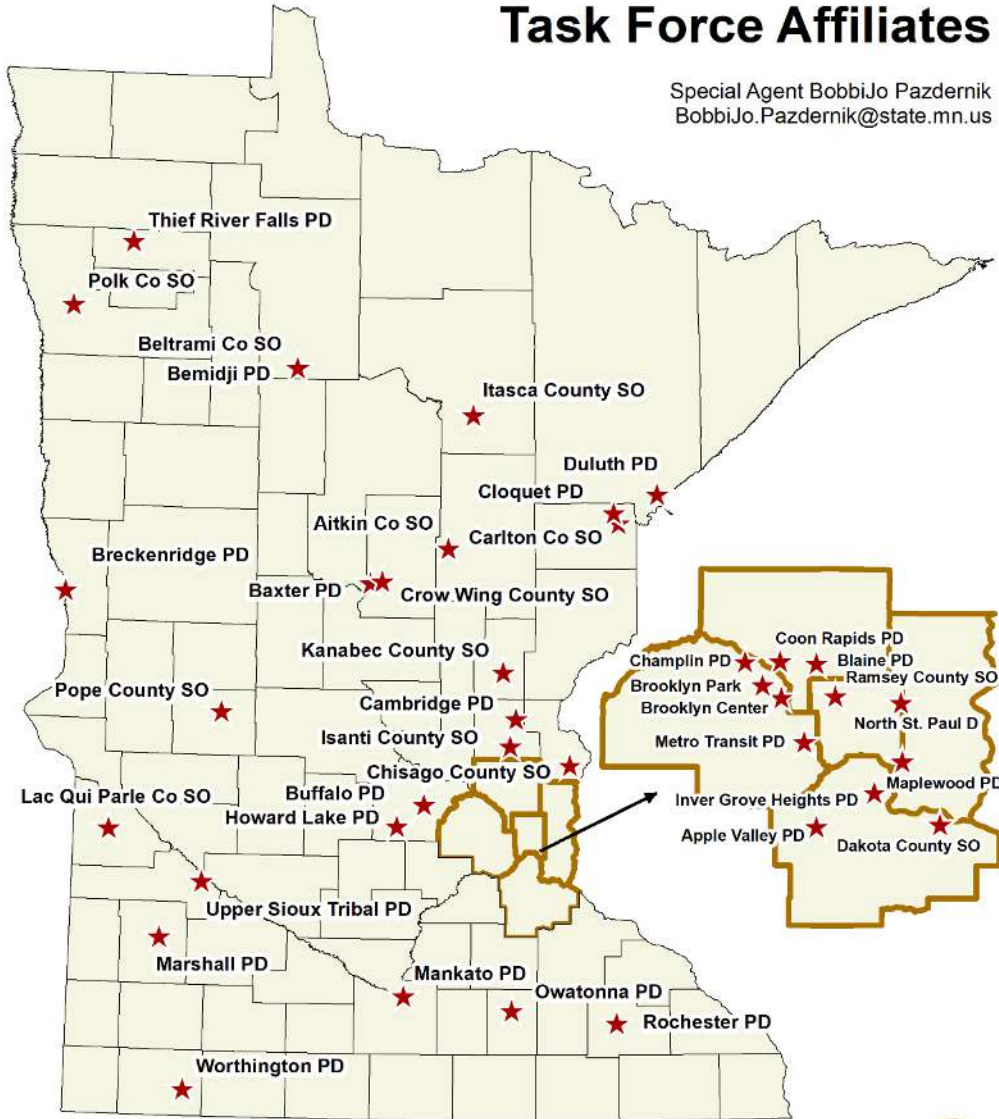 Task Force Affiliates
Special Agent BobbiJo Pazdernik
BobbiJo.Pazdernik@state.mn.us
Thief River Falls PD
Polk Co SO
Beltrami Co SO
Bemidji PD
Itasca County SO
Duluth PD
Cloquet PD
Aitkin Co SO
Carlton Co SO
Breckenridge PD
Baxter PD
Crow Wing County SO
Kanabec County SO
Pope County SO
Cambridge PD
Isanti County SO
Chisago County SO
Lac Qui Parle Co SO
Buffalo PD
Howard Lake PD
Upper Sioux Tribal PD
Marshall PD
Mankato PD
Owatonna PD
Rochester PD
Worthington PD
Coon Rapids PD
Champlin PD
Blaine PD
Brooklyn Park
Ramsey County SO
Brooklyn Center
North St. Paul D
Metro Transit PD
Maplewood PD
Inver Grove Heights PD
Apple Valley PD
Dakota County SO